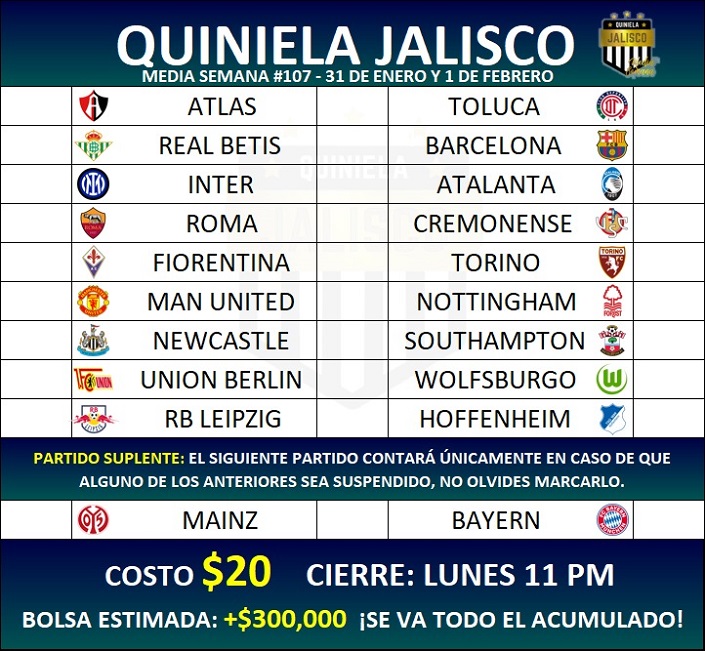 QUINIELA JALISCO
QUINIELA
JALISCO
MEDIA SEMANA #107 - 31 DE ENERO Y 1 DE FEBRERO
ATLAS TOLUCA
REAL BETIS BARCELONA
INTER ATALANTA
ROMA CREMONENSE
FIORENTINA TORINO
MAN UNITED NOTTINGHAM
NEWCASTLE SOUTHAMPTON
UNION BERLIN WOLFSBURGO
RB LEIPZIG HOFFENHEIM
PARTIDO SUPLENTE: EL SIGUIENTE PARTIDO CONTARÁ ÚNICAMENTE EN CASO DE QUE
ALGUNO DE LOS ANTERIORES SEA SUSPENDIDO, NO OLVIDES MARCARLO.
MAINZ BAYERN
COSTO $20 CIERRE: LUNES 11 PM
BOLSA ESTIMADA: +$300,000 ¡SE VA TODO EL ACUMULADO!